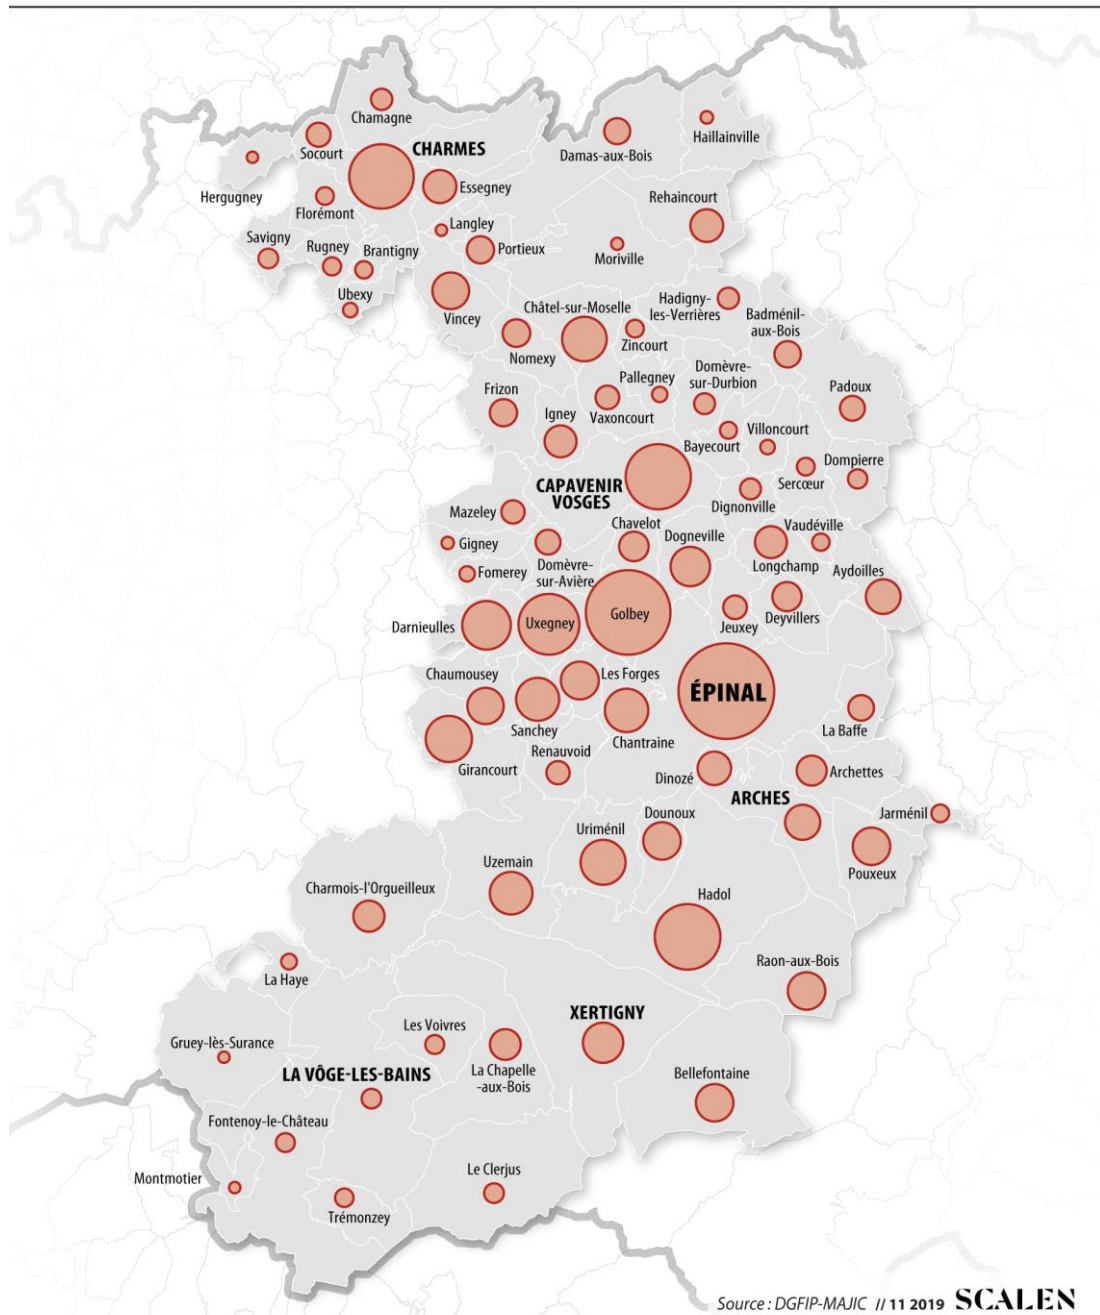 Chamagne
Haillainville
Socourt
CHARMES
Damas-aux-Bois
Hergugney
Essegney
Rehaincourt
Florémont
Langley
Savigny
Rugney
Brantigny
Portieux
Moriville
Ubexy
Vincey
Châtel-sur-Moselle
Hadigny-
les-Verrières
Badménil-
aux-Bois
Nomexy
Zincourt
Domèvre-
sur-Durbion
Pallegney
Padoux
Frizon
Igney
Vaxoncourt
Villoncourt
Bayecourt
Dompierre
CAPAVENIR
VOSGES
Sercœur
Dignonville
Mazeley
Chavelot
Dogneville
Vaudéville
Gigney
Domèvre-
sur-Avière
Longchamp
Aydoilles
Fomerey
Darnieulles
Uxegney
Golbey
Jeuxey
Deyvillers
Chaumousey
Les Forges
ÉPINAL
Sanchey
Chantraine
La Baffe
Renauvoid
Girancourt
Dinozé
Archettes
ARCHES
Dounoux
Jarménil
Uriménil
Uzemain
Pouxeux
Charmois-l'Orgueilleux
Hadol
Raon-aux-Bois
La Haye
XERTIGNY
Les Voivres
Gruey-lès-Surance
La Chapelle
-aux-Bois
LA VÔGE-LES-BAINS
Bellefontaine
Fontenoy-le-Château
Le Clerjus
Montmotier
Trémonzey
Source : DGFIP-MAJIC // 11 2019 SCALEN